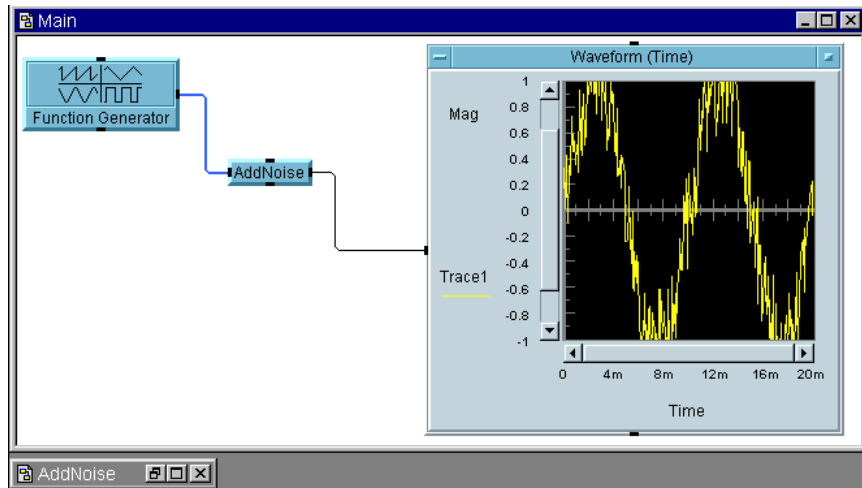 Main
Waveform (Time)
Function Generator
AddNoise
Mag
Trace1
1
0.8
0.6
0.4
0.2
0
-0.2
-0.4
-0.6
-0.8
-1
0 4m 8m 12m 16m 20m
Time
AddNoise